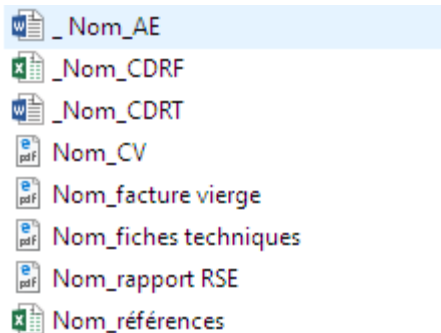 _ Nom_AE
_Nom_CDRF
_Nom_CDRT
Nom_CV
Nom_facture vierge
Nom_fiches techniques
Nom_rapport RSE
Nom_références